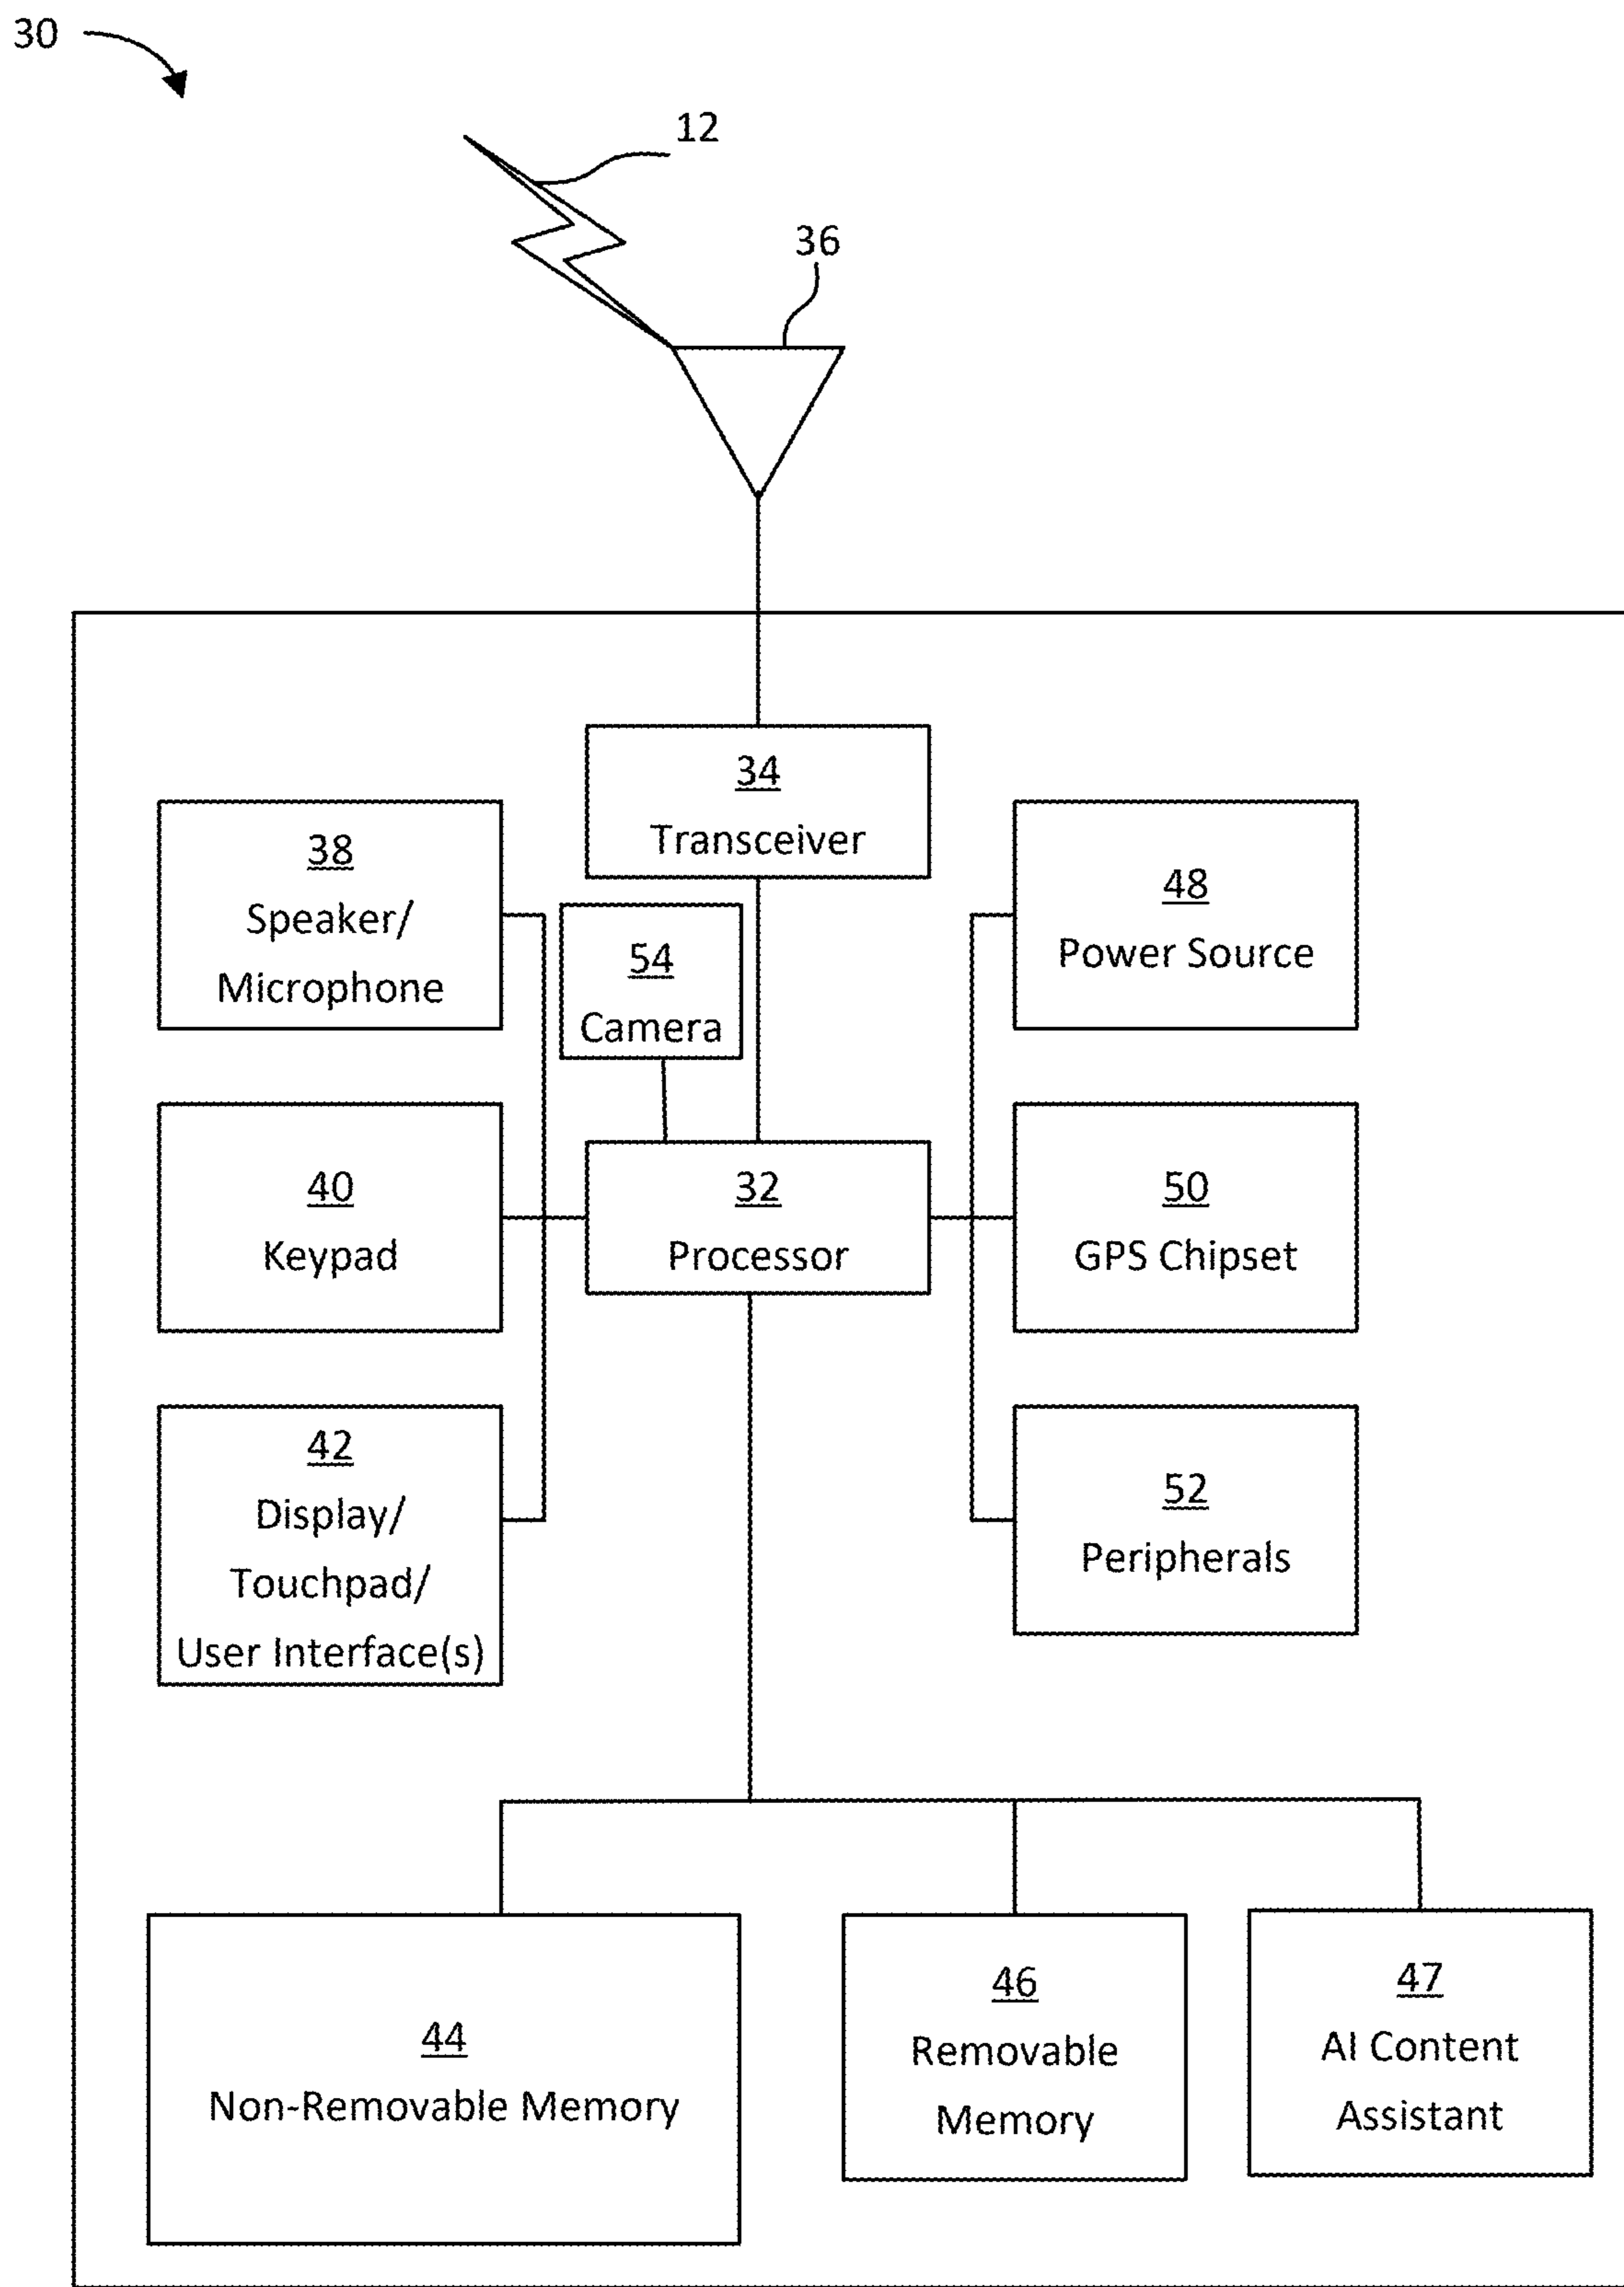 30
12
36
34
Transceiver
38
Speaker/
Microphone
54
Camera
48
Power Source
40
Keypad
32
Processor
50
GPS Chipset
42
Display/
Touchpad/
User Interface(s)
52
Peripherals
44
Non-Removable Memory
46
Removable
Memory
47
AI Content
Assistant